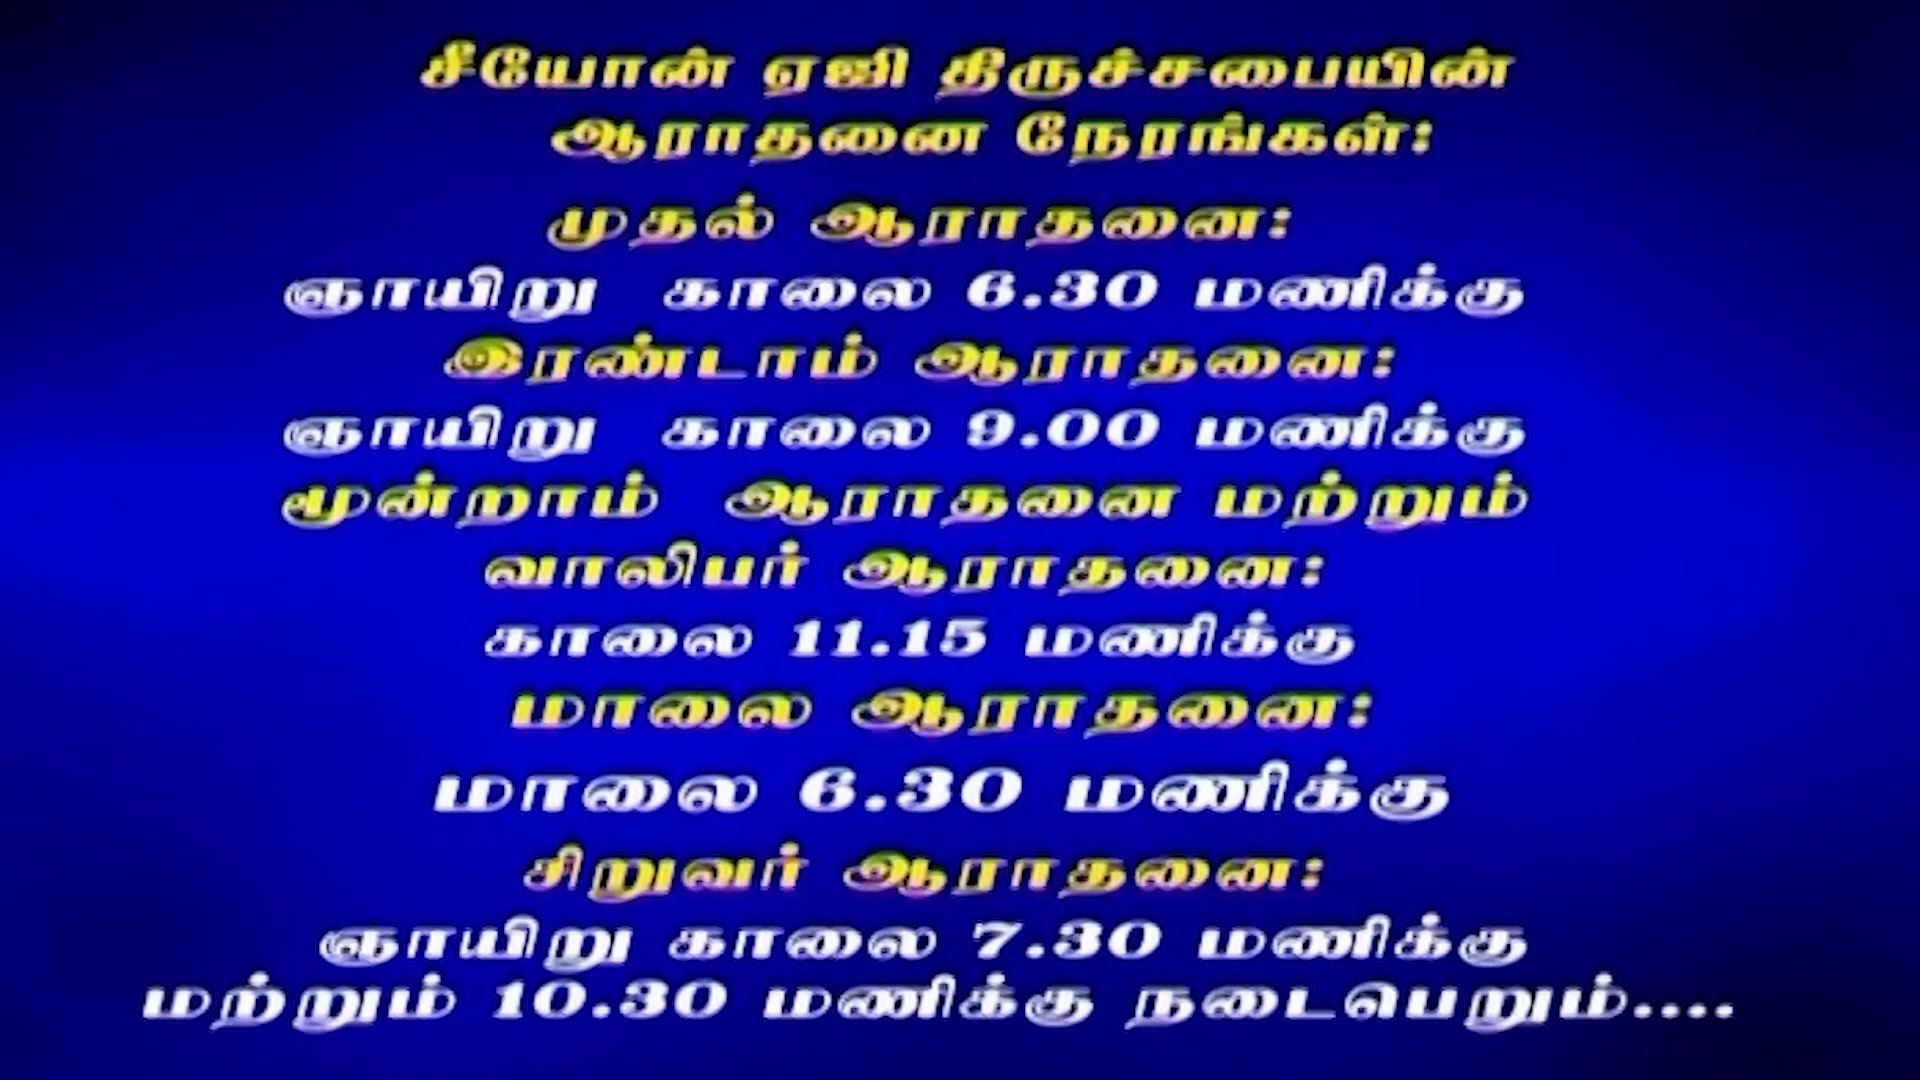 சீயோன் ஏஜி திருச்சபையின்
ஆராதனை நேரங்கள்:
முதல் ஆராதனை:
ஞாயிறு காலை 6.30 மணிக்கு
இரண்டாம் ஆராதனை:
ஞாயிறு காலை 9.00 மணிக்கு
மூன்றாம் ஆராதனை மற்றும்
வாலிபர் ஆராதனை:
காலை 11.15 மணிக்கு
மாலை ஆராதனை:
மாலை 6.30 மணிக்கு
சிறுவர் ஆராதனை:
ஞாயிறு காலை 7.30 மணிக்கு
மற்றும் 10.30 மணிக்கு நடைபெறும்....